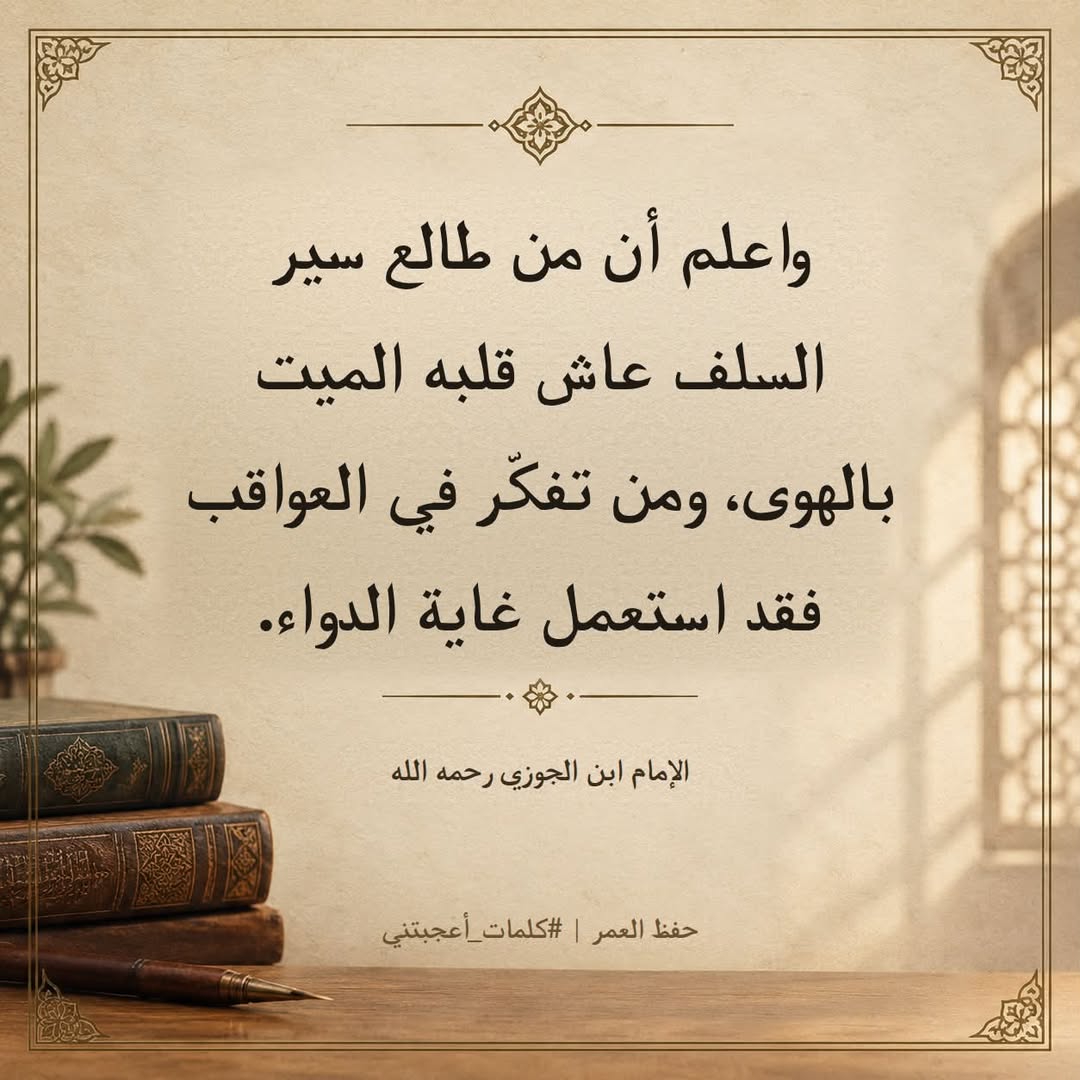 واعلم أن من طالع سير
السلف عاش قلبه الميت
بالهوى، ومن تفكّر في العواقب
فقد استعمل غاية الدواء.
الإمام ابن الجوزي رحمه الله
حفظ العمر | #كلمات_أعجبتني